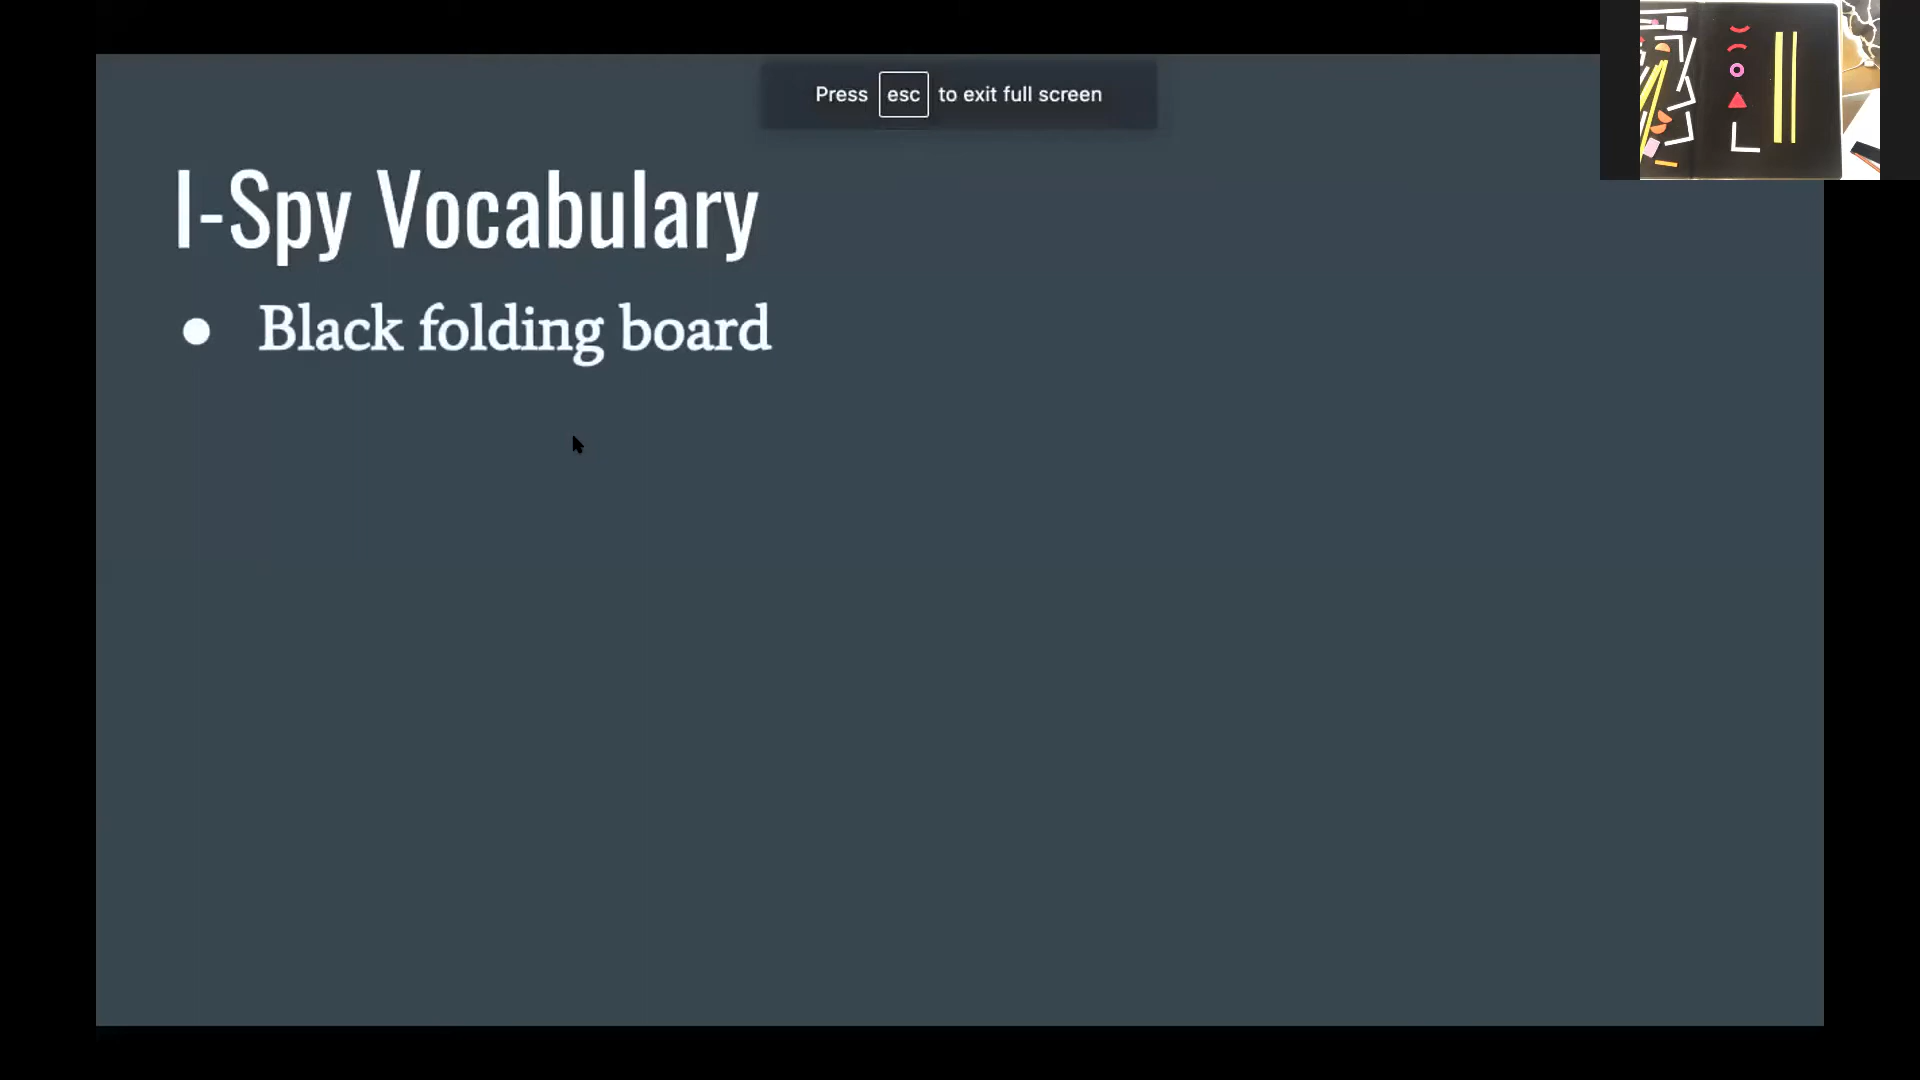 Press esc to exit full screen
I-Spy Vocabulary
● Black folding board